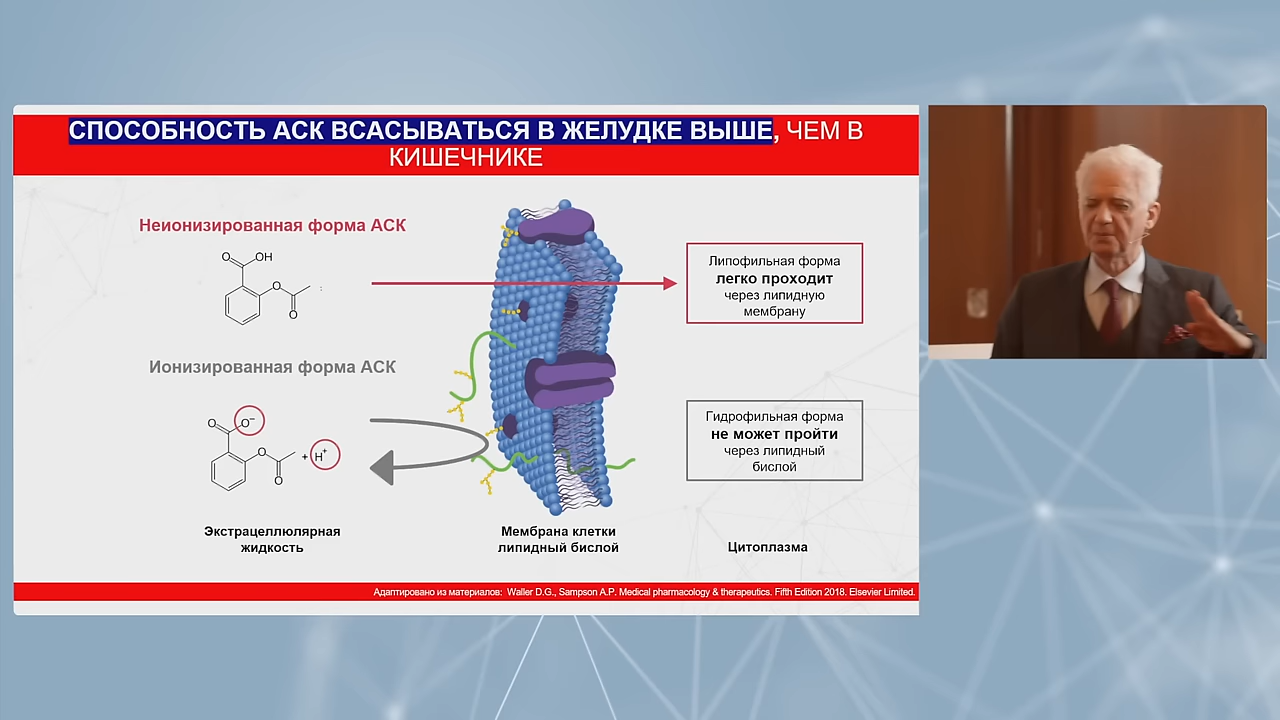 СПОСОБНОСТЬ АСК ВСАСЫВАТЬСЯ В ЖЕЛУДКЕ ВЫШЕ, ЧЕМ В
КИШЕЧНИКЕ
Неионизированная форма АСК
O
OH
O
O
:
Липофильная форма
легко проходит
через липидную
мембрану
Ионизированная форма АСК
O
O⁻
O
O
+ H⁺
Гидрофильная форма
не может пройти
через липидный
бислой
Экстрацеллюлярная
жидкость
Мембрана клетки
липидный бислой
Цитоплазма
Адаптировано из материалов: Waller D.G., Sampson A.P. Medical pharmacology & therapeutics. Fifth Edition 2018. Elsevier Limited.